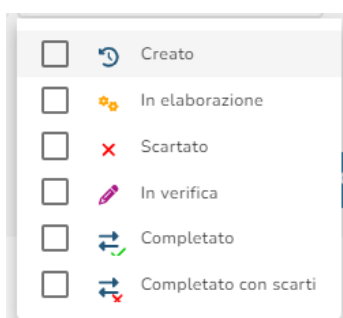 Creato
In elaborazione
Scartato
In verifica
Completato
Completato con scarti